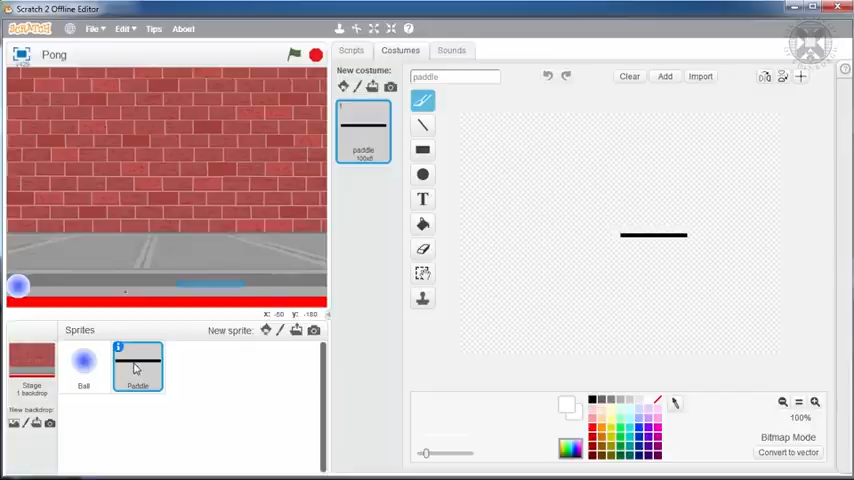 Scratch 2 Offline Editor
SCRATCH File Edit Tips About
Pong
Scripts Costumes Sounds
New costume:
1
paddle
100x6
paddle
Clear Add Import
T
x: -50 y: -180
Sprites New sprite:
Stage
1 backdrop
New backdrop:
Ball
Paddle
100%
Bitmap Mode
Convert to vector